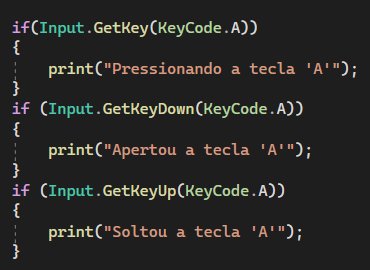 if(Input.GetKey(KeyCode.A))
{
    print("Pressionando a tecla 'A'");
}
if (Input.GetKeyDown(KeyCode.A))
{
    print("Apertou a tecla 'A'");
}
if (Input.GetKeyUp(KeyCode.A))
{
    print("Soltou a tecla 'A'");
}